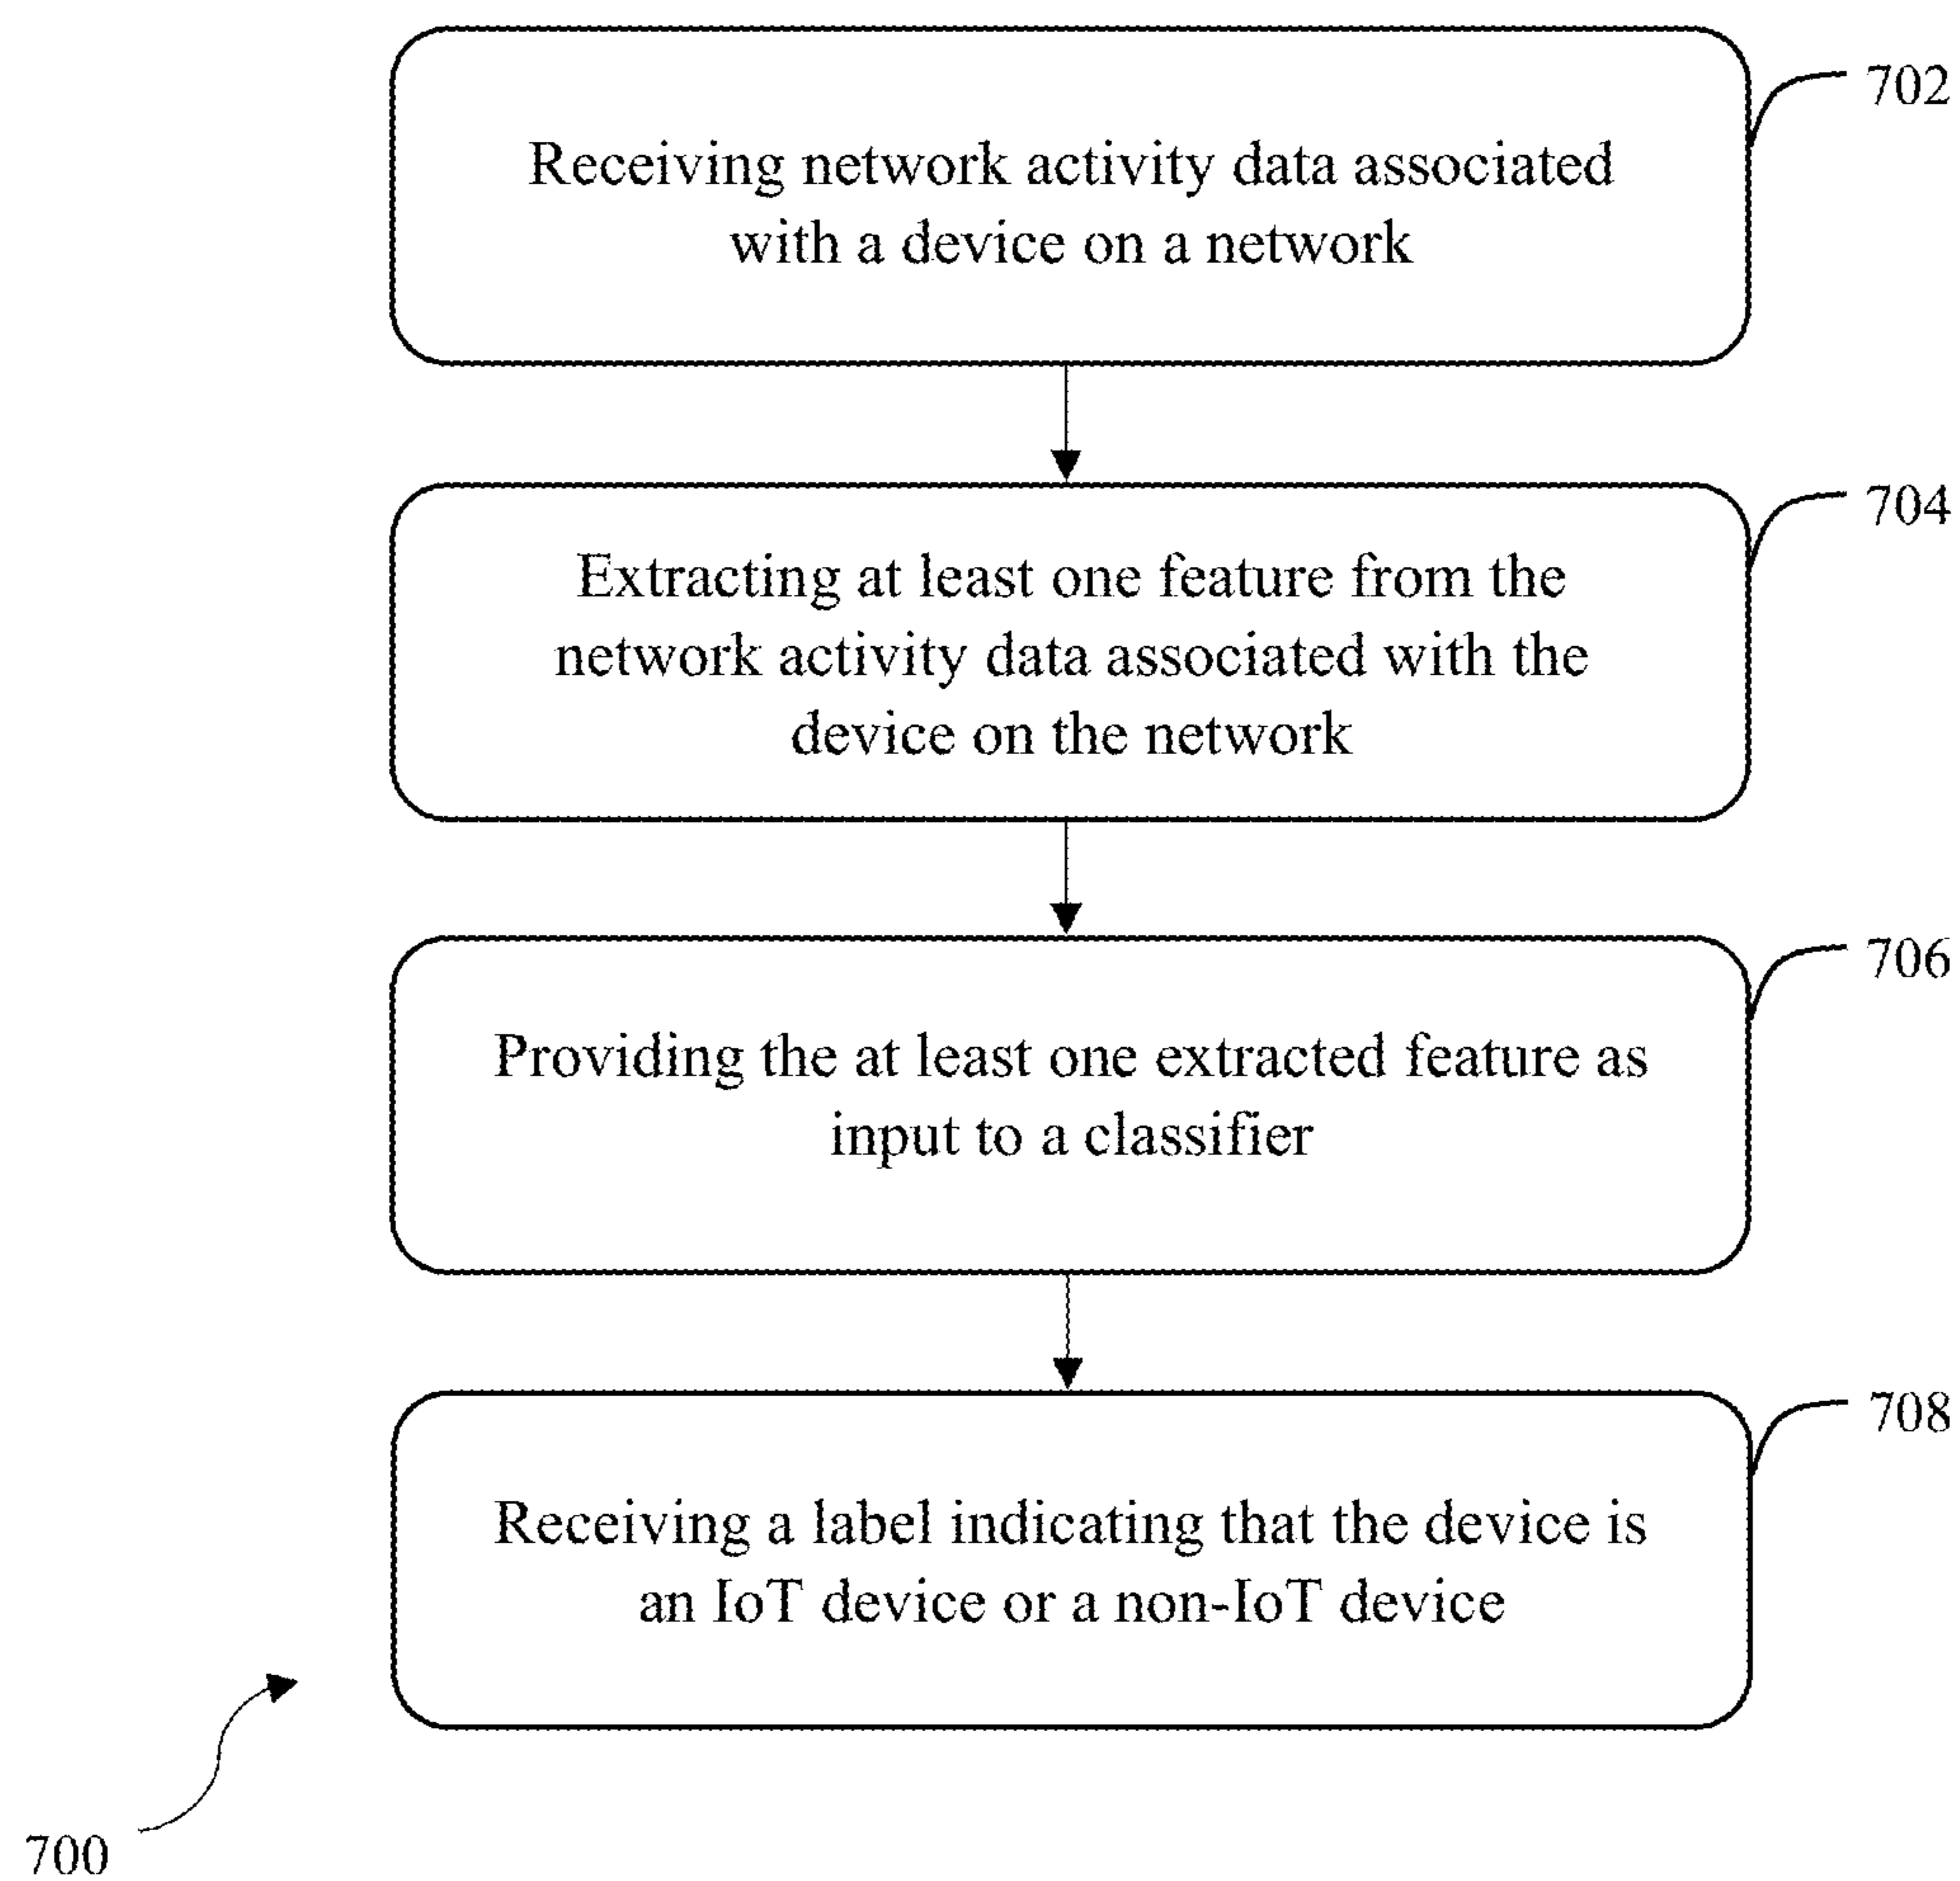 702
Receiving network activity data associated
with a device on a network
704
Extracting at least one feature from the
network activity data associated with the
device on the network
706
Providing the at least one extracted feature as
input to a classifier
708
Receiving a label indicating that the device is
an IoT device or a non-IoT device
700